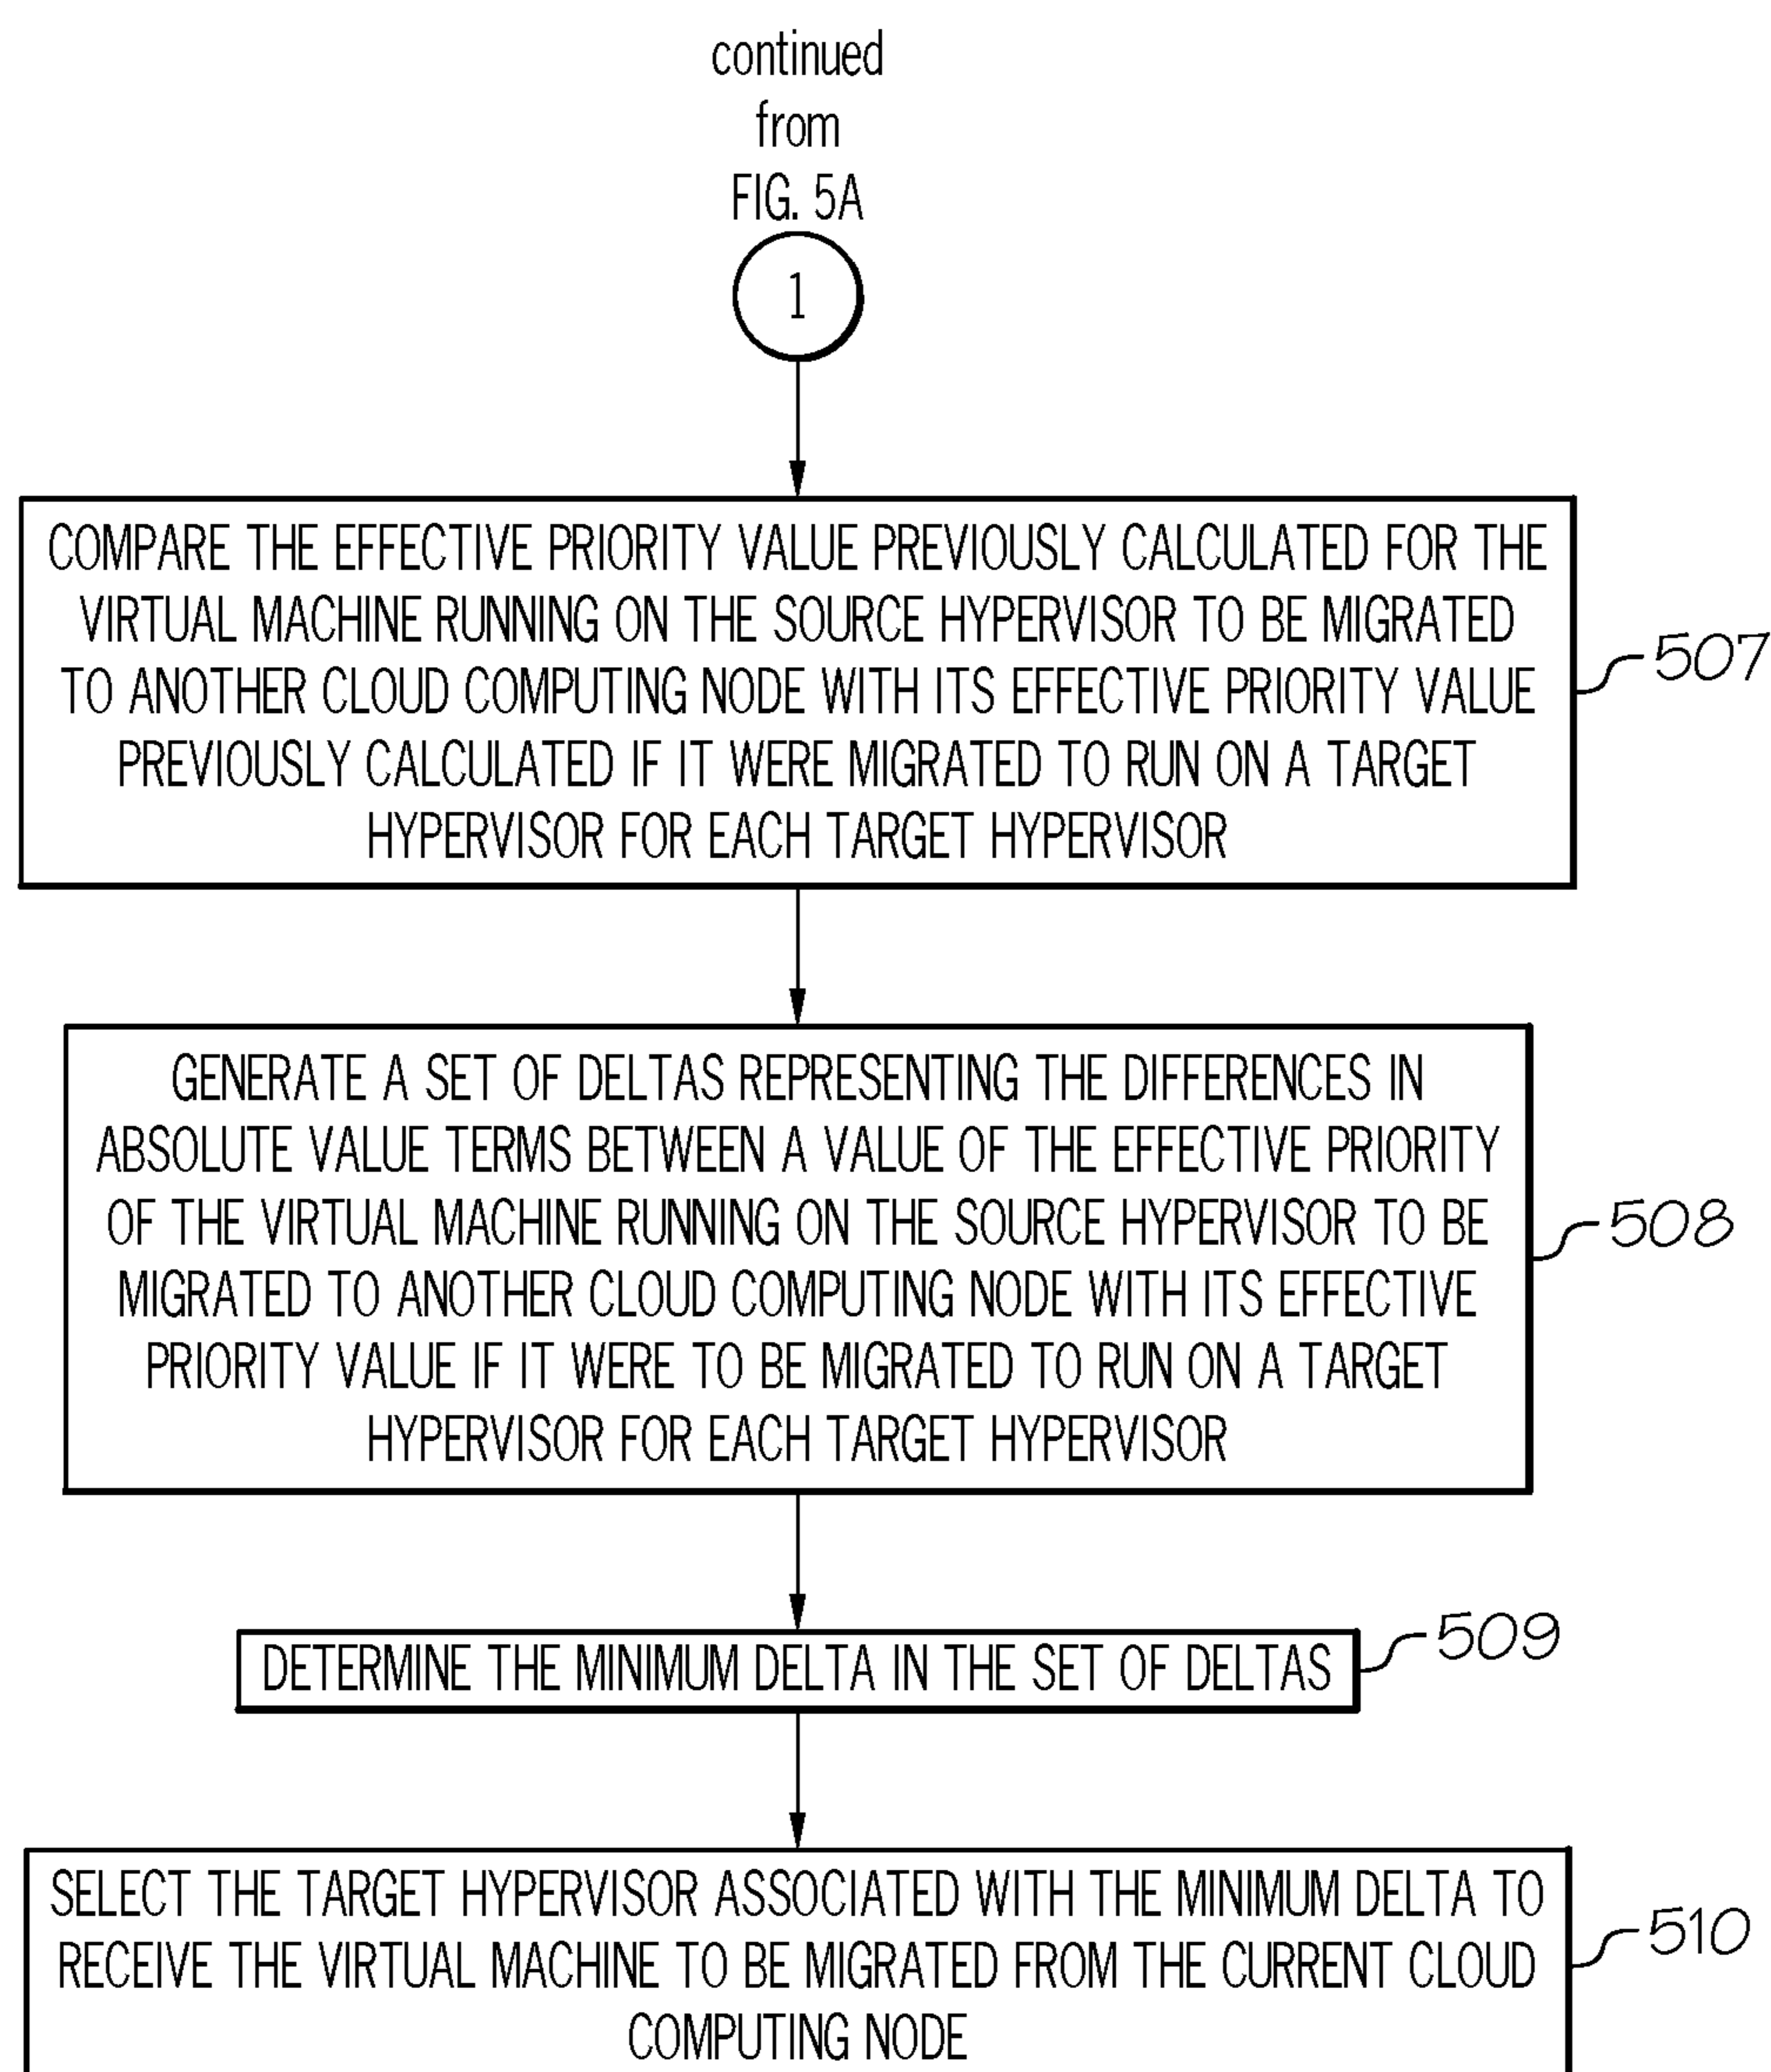 continued
from
FIG. 5A
1
COMPARE THE EFFECTIVE PRIORITY VALUE PREVIOUSLY CALCULATED FOR THE
VIRTUAL MACHINE RUNNING ON THE SOURCE HYPERVISOR TO BE MIGRATED
TO ANOTHER CLOUD COMPUTING NODE WITH ITS EFFECTIVE PRIORITY VALUE
PREVIOUSLY CALCULATED IF IT WERE MIGRATED TO RUN ON A TARGET
HYPERVISOR FOR EACH TARGET HYPERVISOR
507
GENERATE A SET OF DELTAS REPRESENTING THE DIFFERENCES IN
ABSOLUTE VALUE TERMS BETWEEN A VALUE OF THE EFFECTIVE PRIORITY
OF THE VIRTUAL MACHINE RUNNING ON THE SOURCE HYPERVISOR TO BE
MIGRATED TO ANOTHER CLOUD COMPUTING NODE WITH ITS EFFECTIVE
PRIORITY VALUE IF IT WERE TO BE MIGRATED TO RUN ON A TARGET
HYPERVISOR FOR EACH TARGET HYPERVISOR
508
DETERMINE THE MINIMUM DELTA IN THE SET OF DELTAS
509
SELECT THE TARGET HYPERVISOR ASSOCIATED WITH THE MINIMUM DELTA TO
RECEIVE THE VIRTUAL MACHINE TO BE MIGRATED FROM THE CURRENT CLOUD
COMPUTING NODE
510